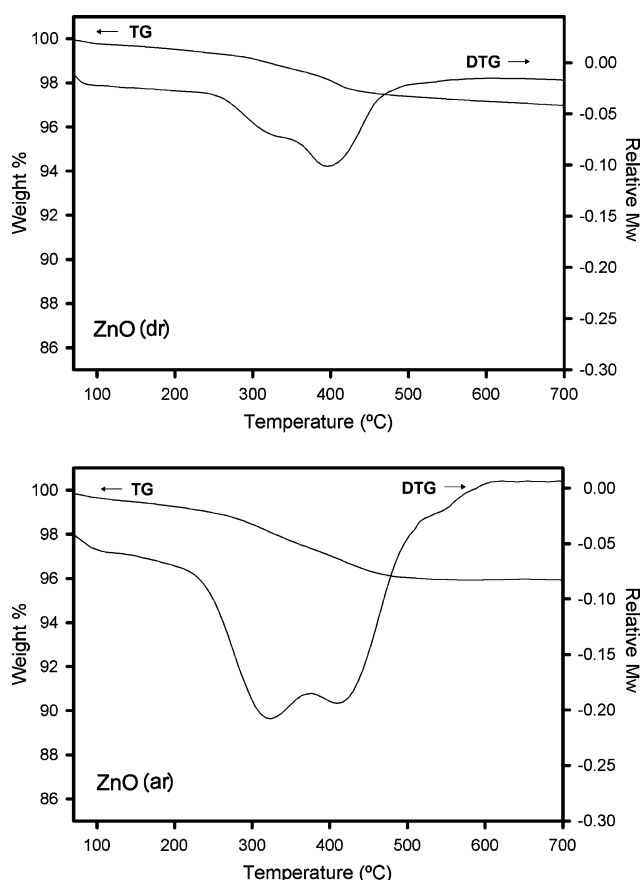 100
98
96
94
92
90
88
86
Weight %
TG
DTG
0.00
-0.05
-0.10
-0.15
-0.20
-0.25
-0.30
Relative Mw
ZnO (dr)
100 200 300 400 500 600 700
Temperature (ºC)
100
98
96
94
92
90
88
86
Weight %
TG
DTG
0.00
-0.05
-0.10
-0.15
-0.20
-0.25
-0.30
Relative Mw
ZnO (ar)
100 200 300 400 500 600 700
Temperature (ºC)